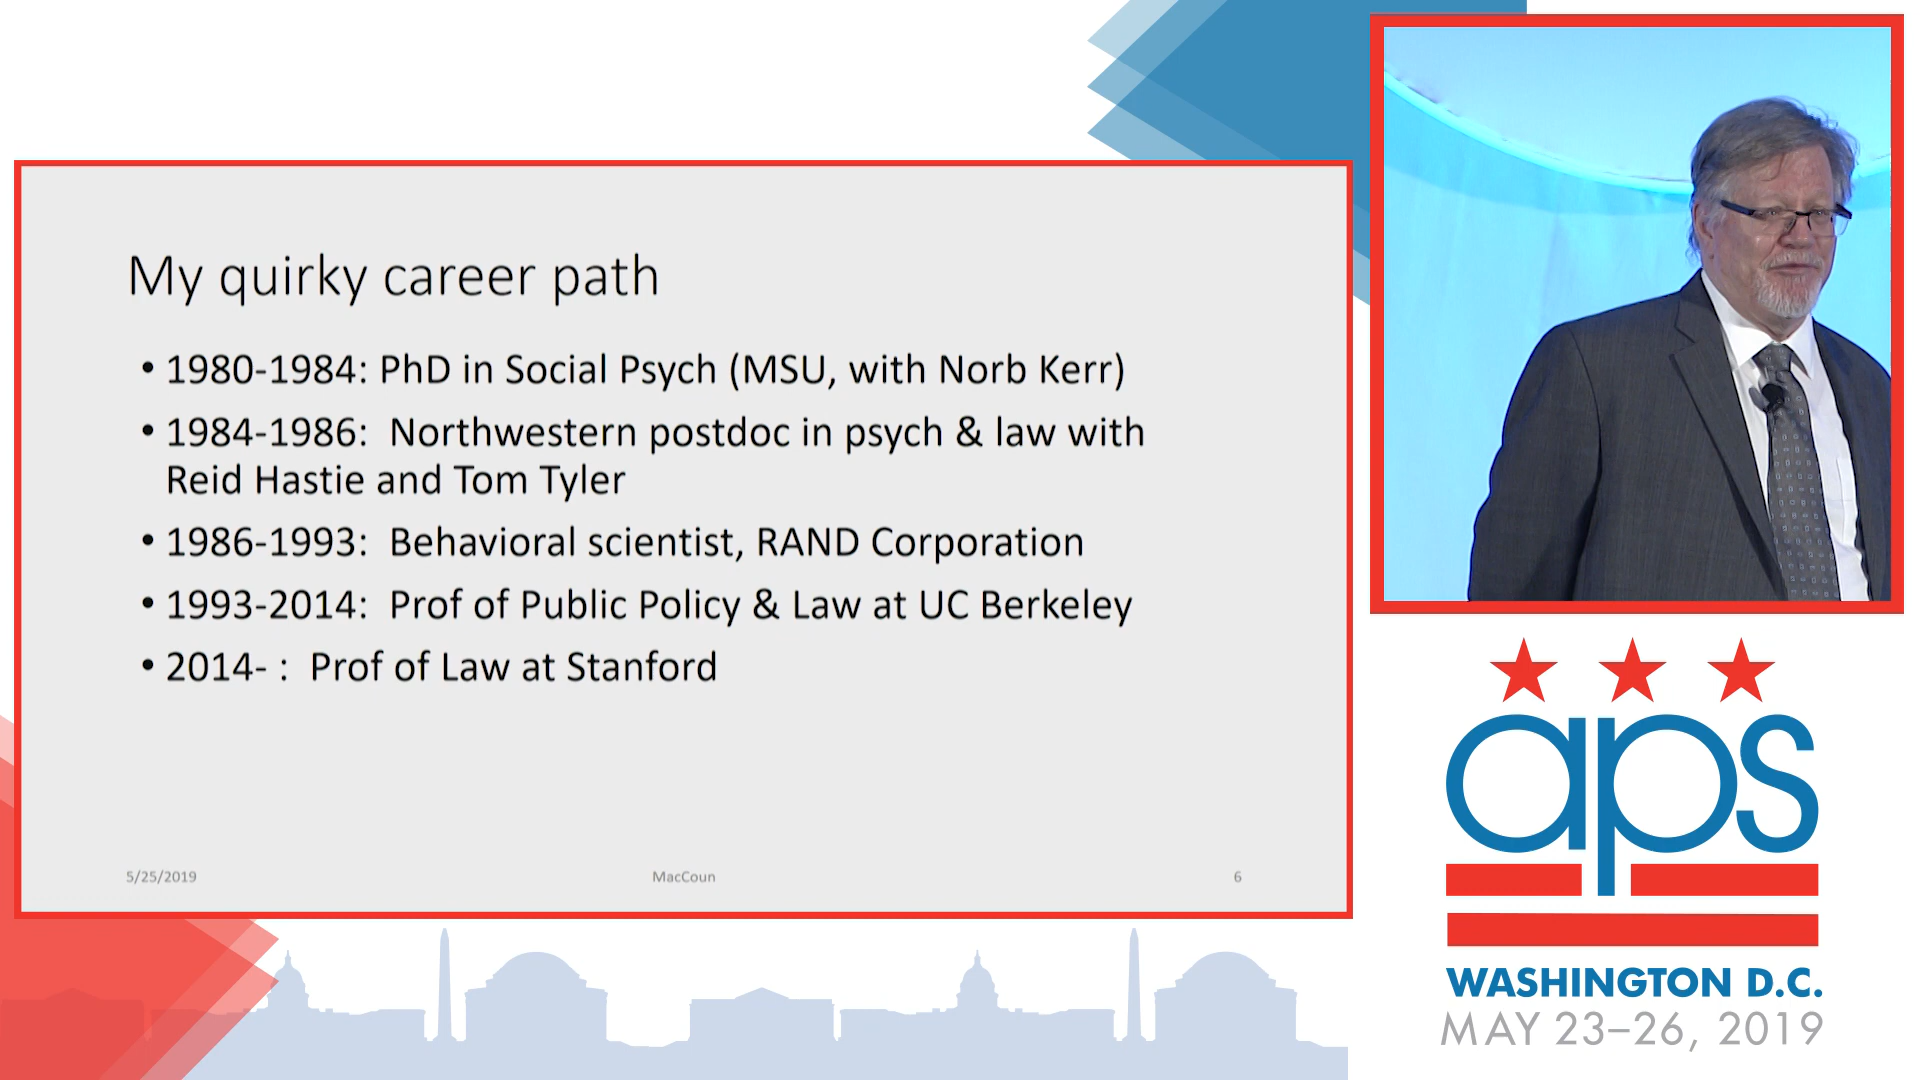 My quirky career path
• 1980-1984: PhD in Social Psych (MSU, with Norb Kerr)
• 1984-1986:  Northwestern postdoc in psych & law with
Reid Hastie and Tom Tyler
• 1986-1993:  Behavioral scientist, RAND Corporation
• 1993-2014:  Prof of Public Policy & Law at UC Berkeley
• 2014- :  Prof of Law at Stanford
5/25/2019 MacCoun 6
aps
WASHINGTON D.C.
MAY 23–26, 2019